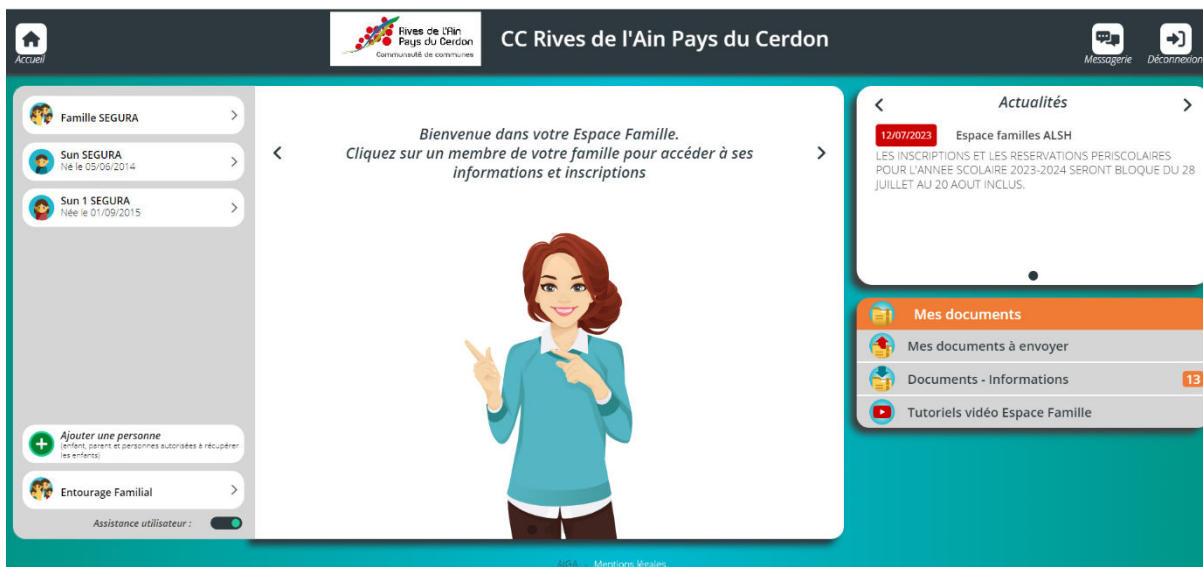 Accueil
Rives de l'Ain
Pays du Cerdon
Communauté de communes
CC Rives de l'Ain Pays du Cerdon
Messagerie
Déconnexion
Famille SEGURA
Sun SEGURA
Né le 05/06/2014
Sun 1 SEGURA
Née le 01/09/2015
Ajouter une personne
(enfant, parent et personnes autorisées à récupérer
les enfants)
Entourage Familial
Assistance utilisateur :
Bienvenue dans votre Espace Famille.
Cliquez sur un membre de votre famille pour accéder à ses
informations et inscriptions
Actualités
12/07/2023 Espace familles ALSH
LES INSCRIPTIONS ET LES RESERVATIONS PERISCOLAIRES
POUR L'ANNEE SCOLAIRE 2023-2024 SERONT BLOQUE DU 28
JUILLET AU 20 AOUT INCLUS.
Mes documents
Mes documents à envoyer
Documents - Informations 13
Tutoriels vidéo Espace Famille
Mentions légales